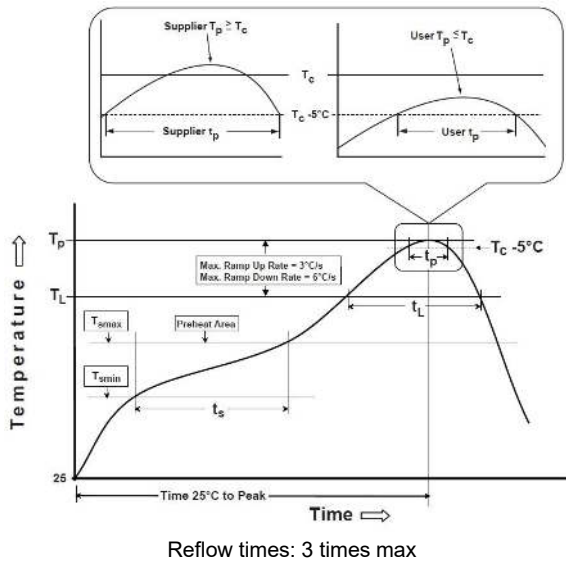 Supplier Tp ≥ Tc
User Tp ≤ Tc
Tc
Tc -5°C
Supplier tp
User tp
Tp
Tc -5°C
tp
Max. Ramp Up Rate = 3°C/s
Max. Ramp Down Rate = 6°C/s
TL
tL
Tsmax
Preheat Area
Tsmin
ts
Temperature
25
Time 25°C to Peak
Time
Reflow times: 3 times max